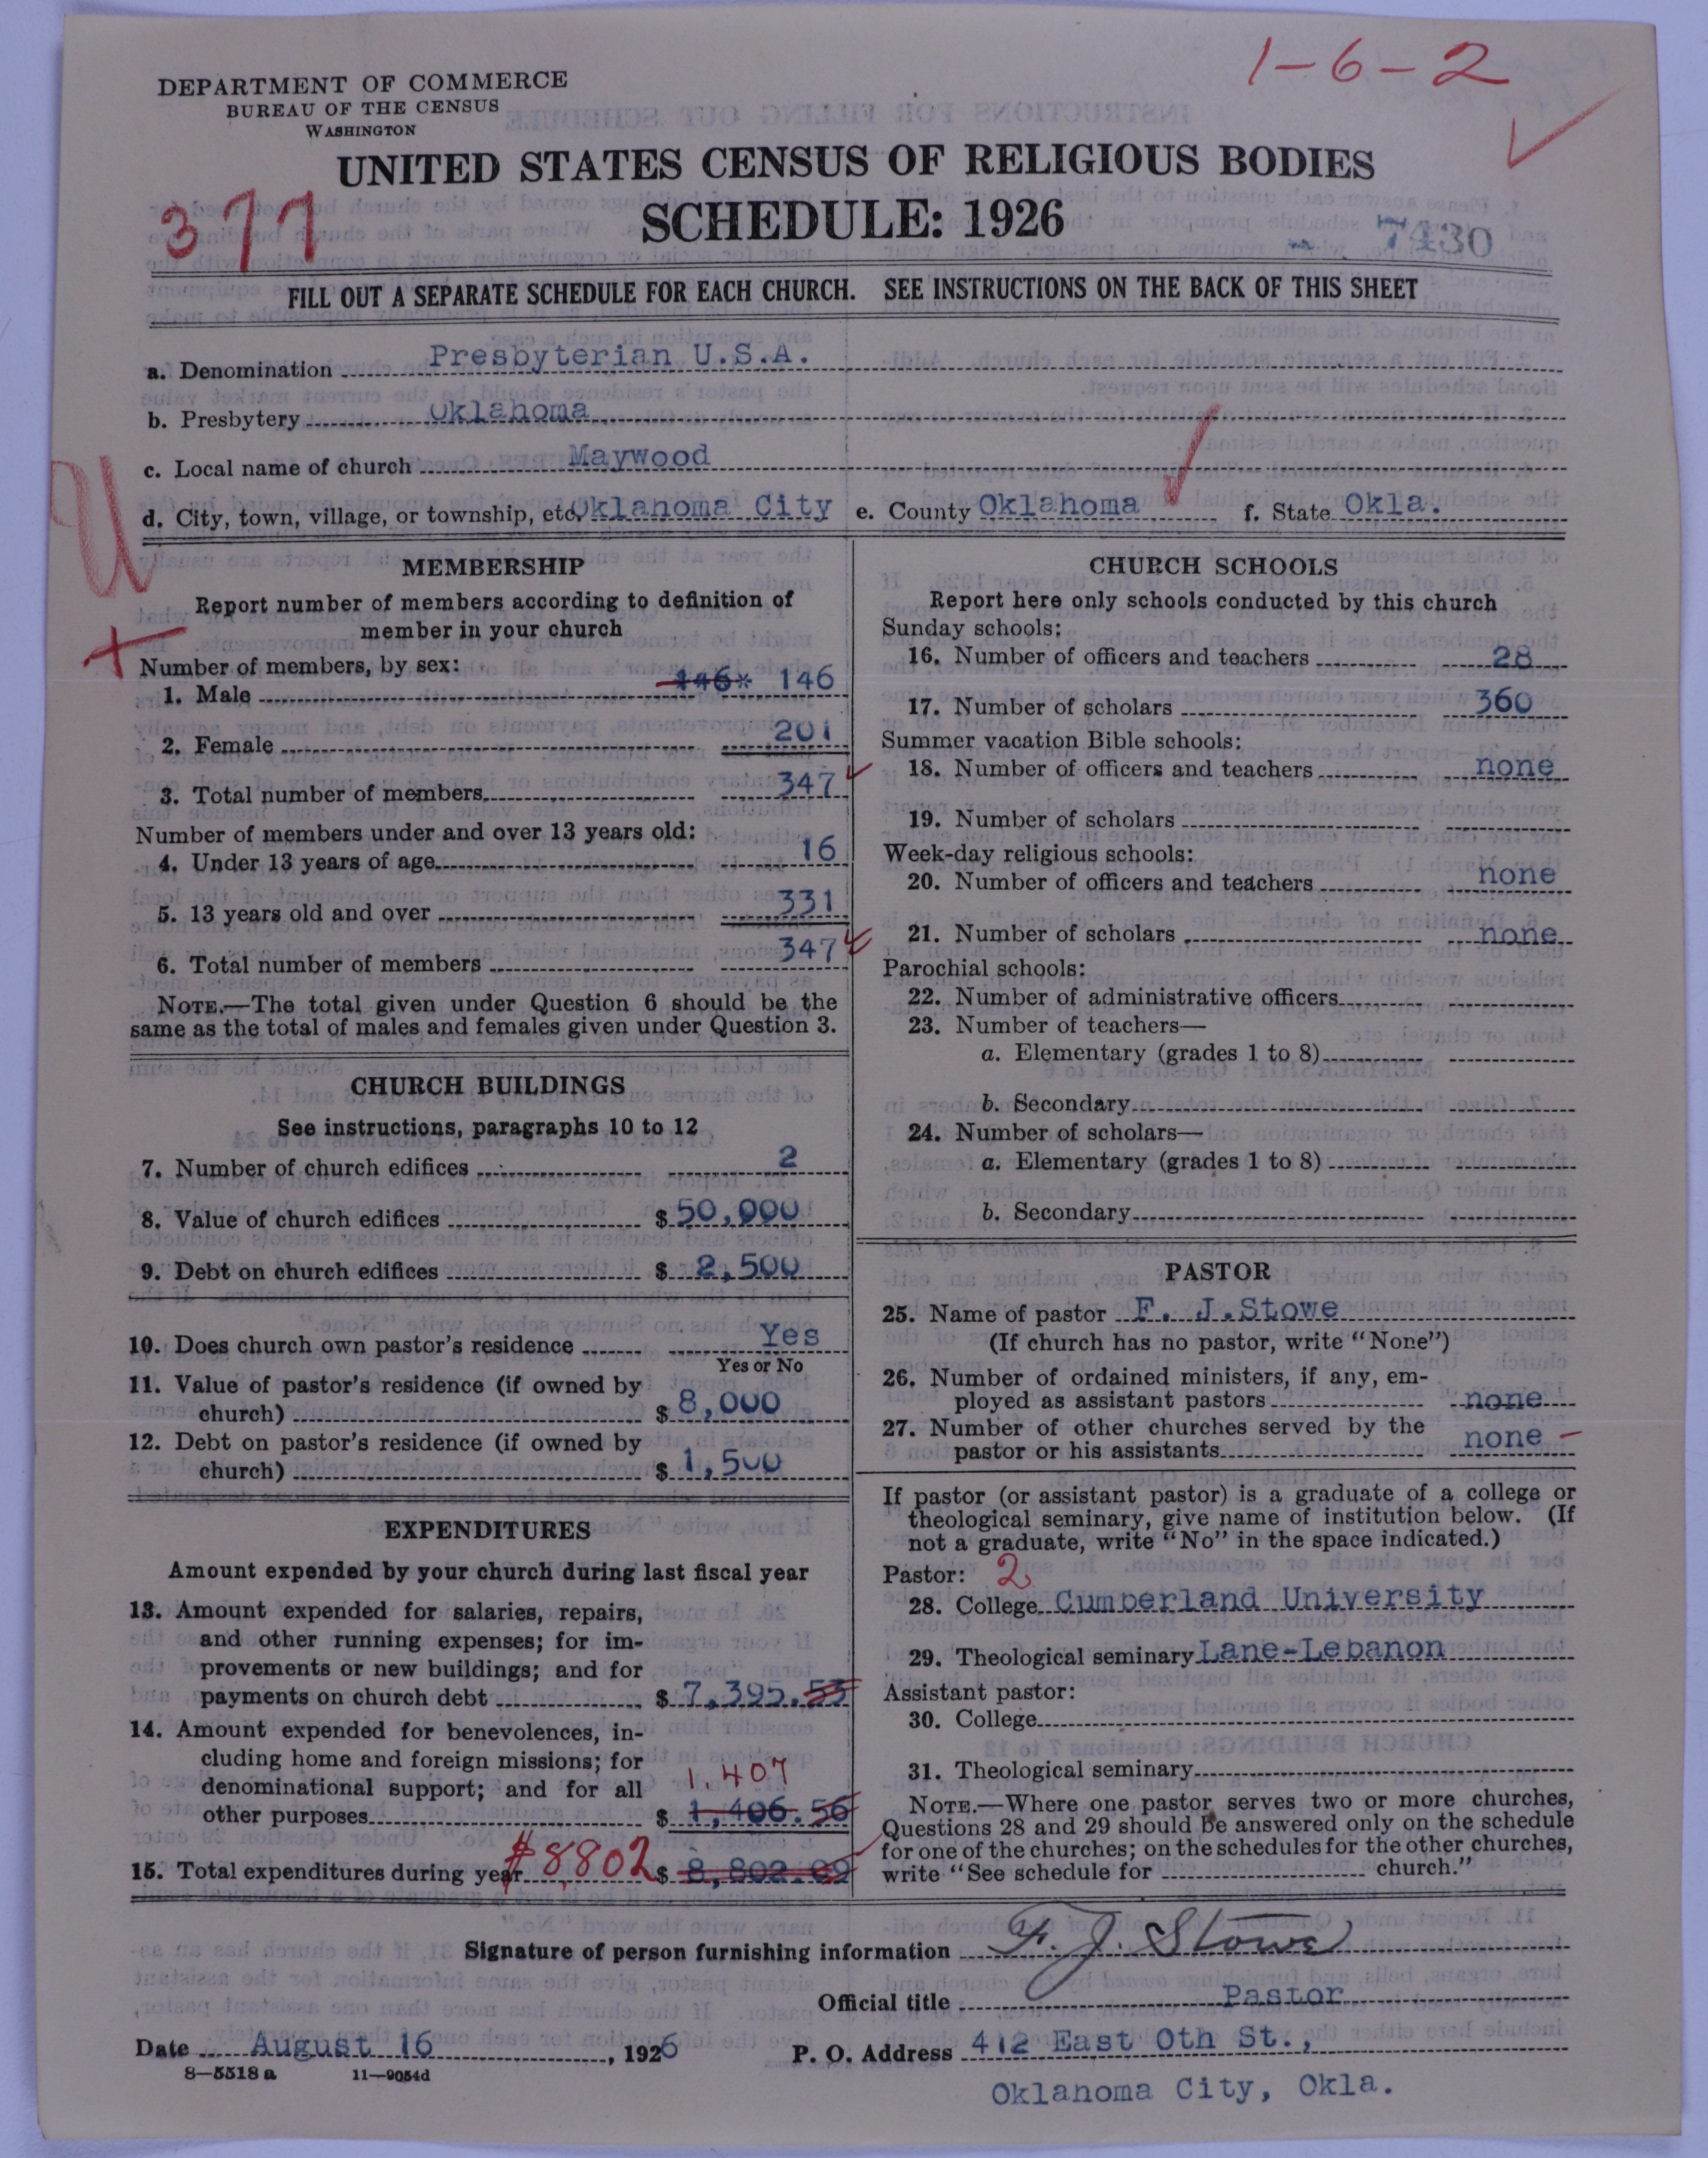 1-6-2
DEPARTMENT OF COMMERCE
BUREAU OF THE CENSUS
WASHINGTON
UNITED STATES CENSUS OF RELIGIOUS BODIES
377
SCHEDULE: 1926
7430
FILL OUT A SEPARATE SCHEDULE FOR EACH CHURCH. SEE INSTRUCTIONS ON THE BACK OF THIS SHEET
a. Denomination Presbyterian U.S.A.
b. Presbytery Oklahoma
c. Local name of church Maywood
d. City, town, village, or township, etc. Oklahoma City e. County Oklahoma f. State Okla.
MEMBERSHIP
Report number of members according to definition of
member in your church
Number of members, by sex:
1. Male 146* 146
2. Female 201
3. Total number of members 347
Number of members under and over 13 years old:
4. Under 13 years of age 16
5. 13 years old and over 331
6. Total number of members 347
NOTE.—The total given under Question 6 should be the
same as the total of males and females given under Question 3.
CHURCH BUILDINGS
See instructions, paragraphs 10 to 12
7. Number of church edifices 2
8. Value of church edifices $ 50,000
9. Debt on church edifices $ 2,500
10. Does church own pastor's residence Yes
Yes or No
11. Value of pastor's residence (if owned by
church) $ 8,000
12. Debt on pastor's residence (if owned by
church) $ 1,500
EXPENDITURES
Amount expended by your church during last fiscal year
13. Amount expended for salaries, repairs,
and other running expenses; for im-
provements or new buildings; and for
payments on church debt $ 7,395.53
14. Amount expended for benevolences, in-
cluding home and foreign missions; for
denominational support; and for all 1,407
other purposes $ 1,406.56
15. Total expenditures during year #8802 $ 8,802.09
CHURCH SCHOOLS
Report here only schools conducted by this church
Sunday schools:
16. Number of officers and teachers 28
17. Number of scholars 360
Summer vacation Bible schools:
18. Number of officers and teachers none
19. Number of scholars
Week-day religious schools:
20. Number of officers and teachers none
21. Number of scholars none
Parochial schools:
22. Number of administrative officers
23. Number of teachers—
a. Elementary (grades 1 to 8)
b. Secondary
24. Number of scholars—
a. Elementary (grades 1 to 8)
b. Secondary
PASTOR
25. Name of pastor F. J.Stowe
(If church has no pastor, write "None")
26. Number of ordained ministers, if any, em-
ployed as assistant pastors none
27. Number of other churches served by the
pastor or his assistants none
If pastor (or assistant pastor) is a graduate of a college or
theological seminary, give name of institution below. (If
not a graduate, write "No" in the space indicated.)
Pastor: 2
28. College Cumberland University
29. Theological seminary Lane-Lebanon
Assistant pastor:
30. College
31. Theological seminary
NOTE.—Where one pastor serves two or more churches,
Questions 28 and 29 should be answered only on the schedule
for one of the churches; on the schedules for the other churches,
write "See schedule for church."
Signature of person furnishing information F. J. Stowe
Official title Pastor
Date August 16, 1926 P. O. Address 412 East Oth St.,
8—5518 a 11—9054d
Oklahoma City, Okla.